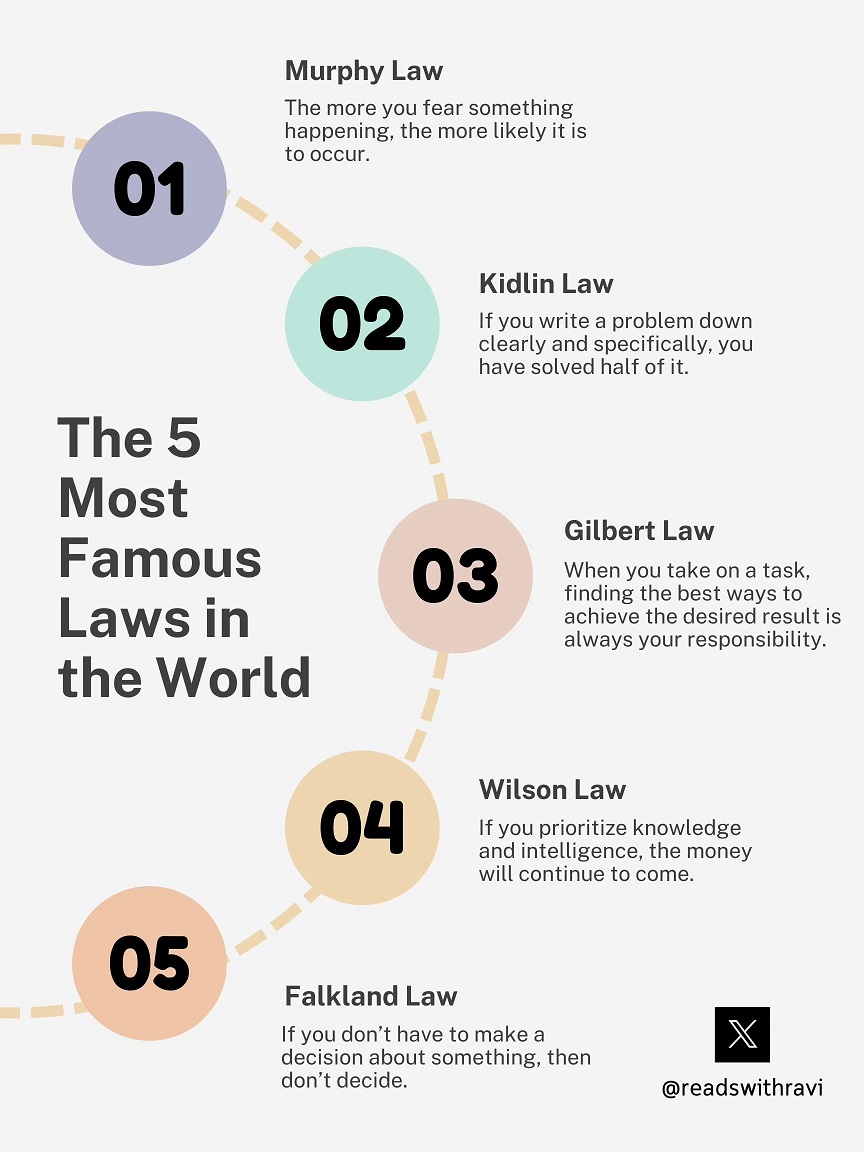 Murphy Law
The more you fear something
happening, the more likely it is
to occur.
01
Kidlin Law
If you write a problem down
clearly and specifically, you
have solved half of it.
02
The 5
Most
Famous
Laws in
the World
Gilbert Law
When you take on a task,
finding the best ways to
achieve the desired result is
always your responsibility.
03
Wilson Law
If you prioritize knowledge
and intelligence, the money
will continue to come.
04
05
Falkland Law
If you don’t have to make a
decision about something, then
don’t decide.
X
@readswithravi